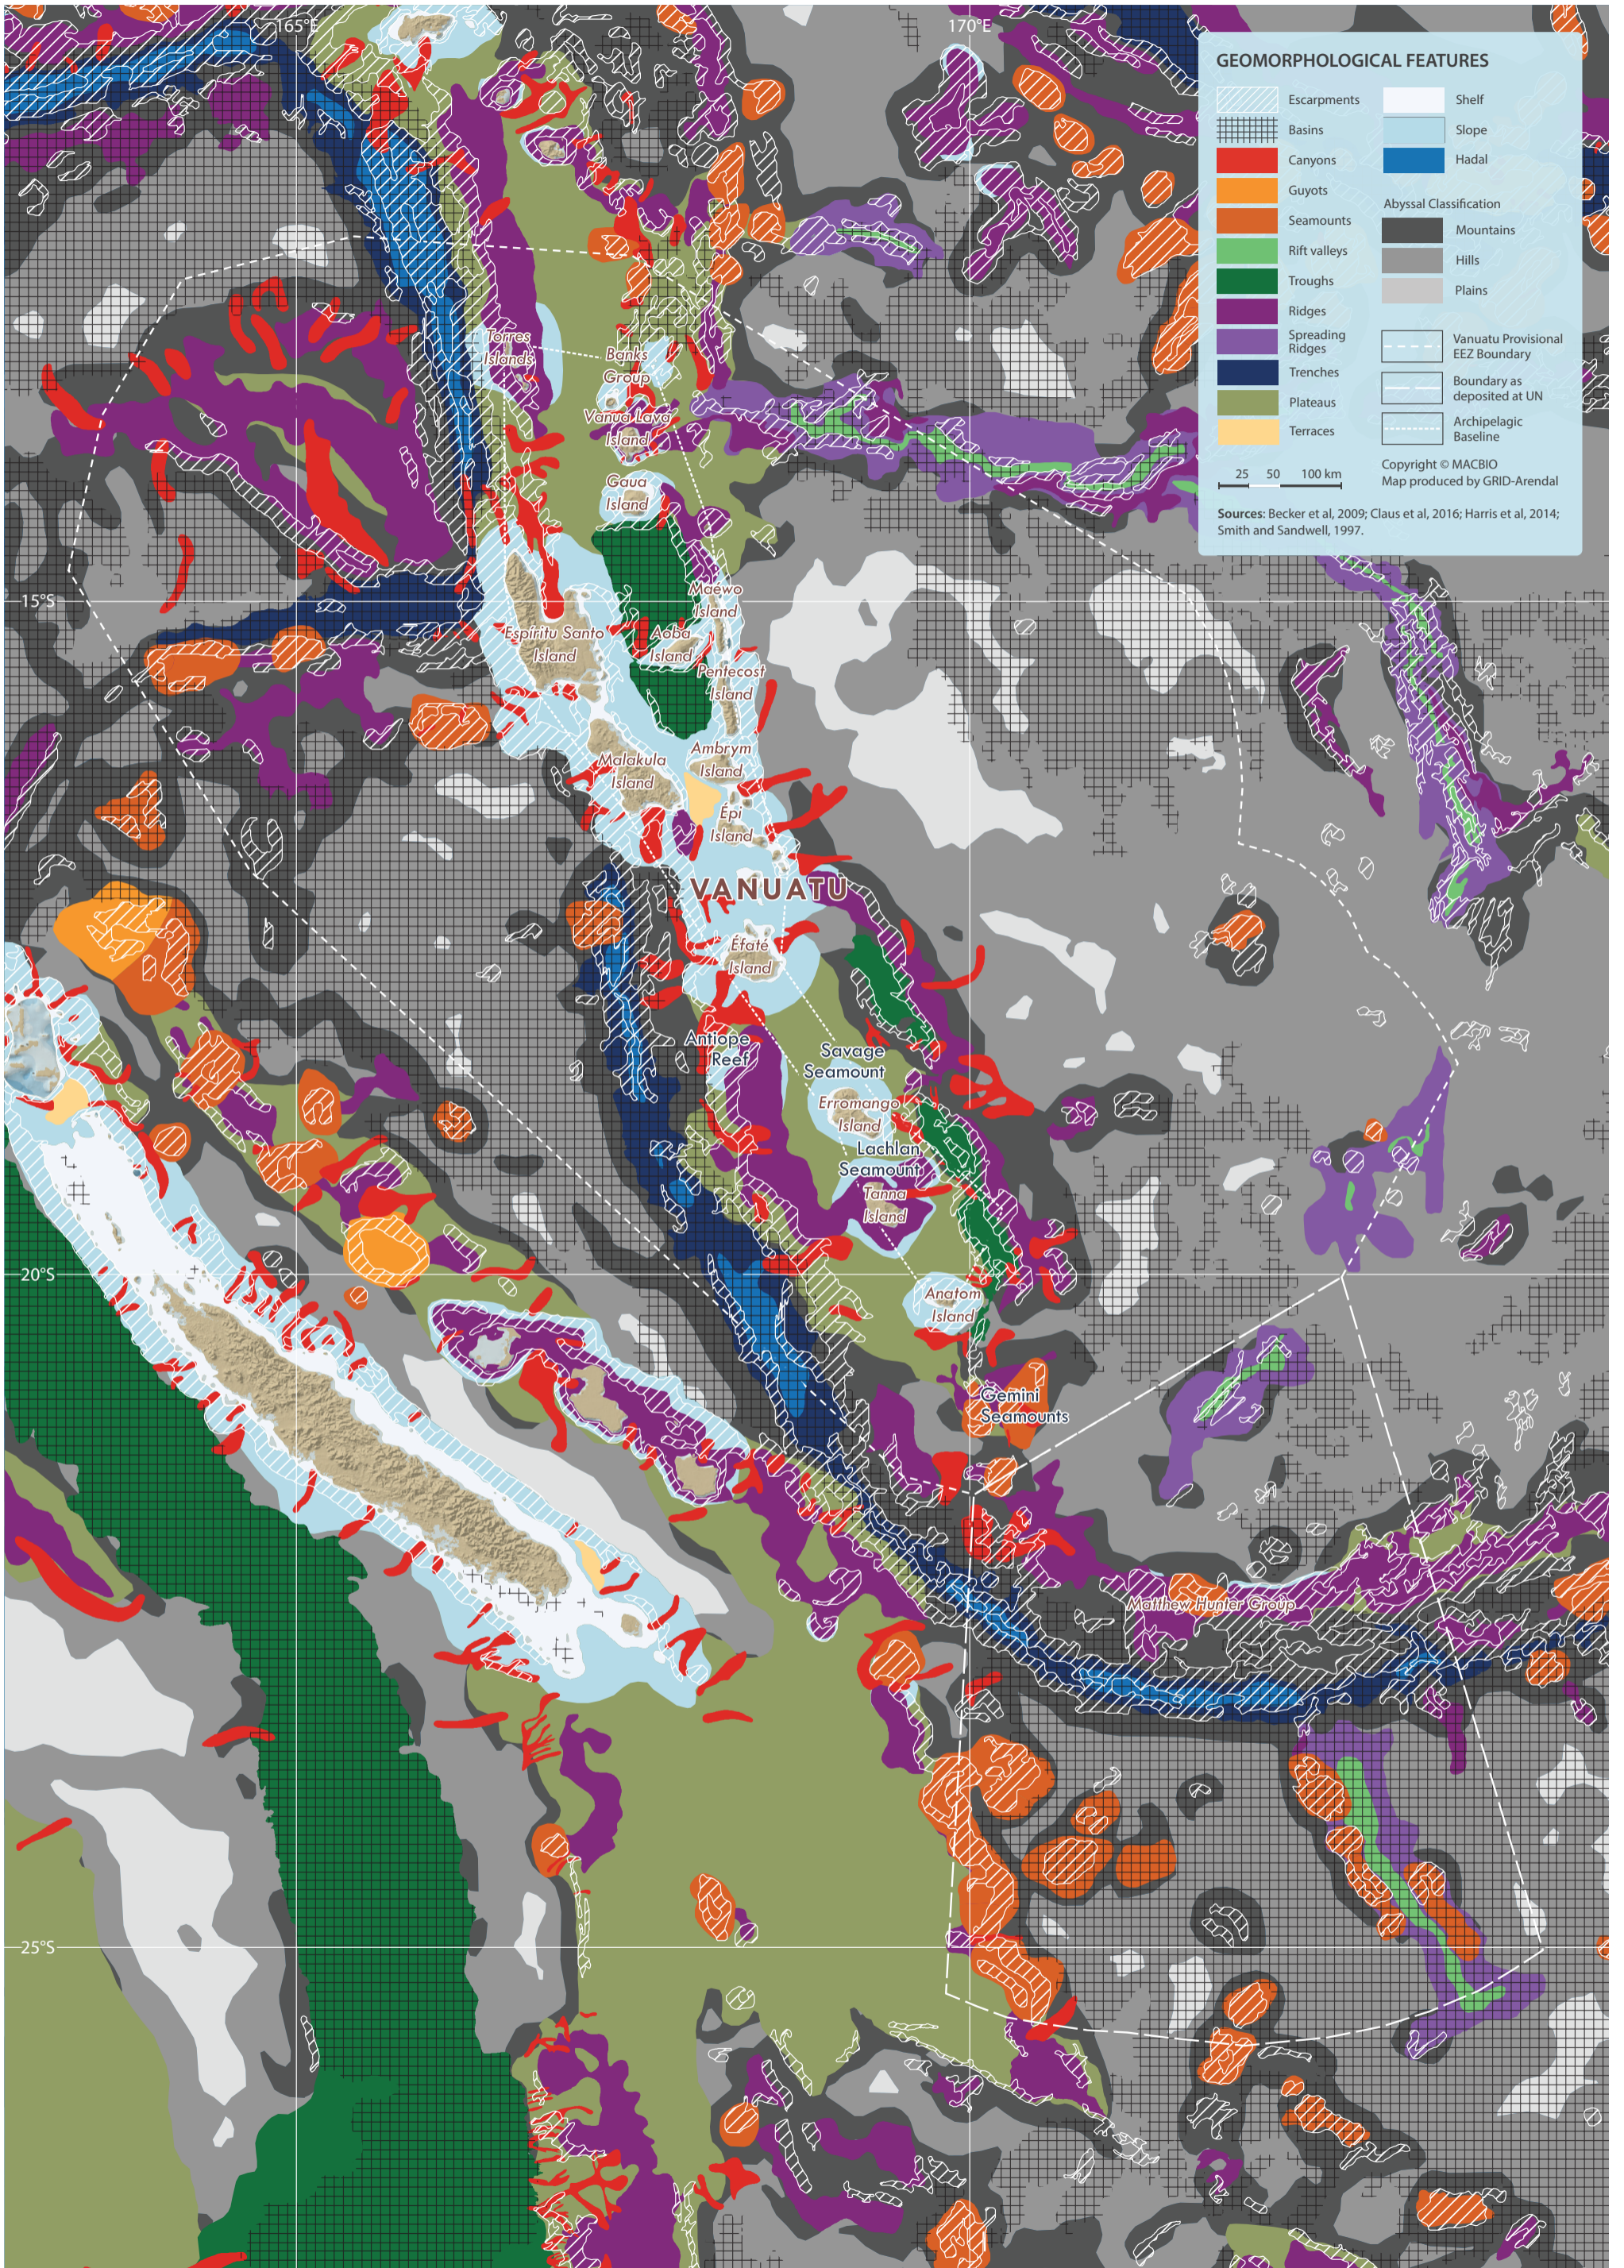 165°E
170°E
GEOMORPHOLOGICAL FEATURES
Escarpments
Basins
Canyons
Guyots
Seamounts
Rift valleys
Troughs
Ridges
Spreading
Ridges
Trenches
Plateaus
Terraces
Shelf
Slope
Hadal
Abyssal Classification
Mountains
Hills
Plains
Vanuatu Provisional
EEZ Boundary
Boundary as
deposited at UN
Archipelagic
Baseline
25 50 100 km
Copyright © MACBIO
Map produced by GRID-Arendal
Sources: Becker et al, 2009; Claus et al, 2016; Harris et al, 2014;
Smith and Sandwell, 1997.
Torres
Islands
Banks
Group
Vanua Lava
Island
Gaua
Island
15°S
Maéwo
Island
Espíritu Santo
Island
Aoba
Island
Pentecost
Island
Ambrym
Island
Malakula
Island
Épi
Island
VANUATU
Éfaté
Island
Antiope
Reef
Savage
Seamount
Erromango
Island
Lachlan
Seamount
Tanna
Island
20°S
Anatom
Island
Gemini
Seamounts
Matthew Hunter Group
25°S